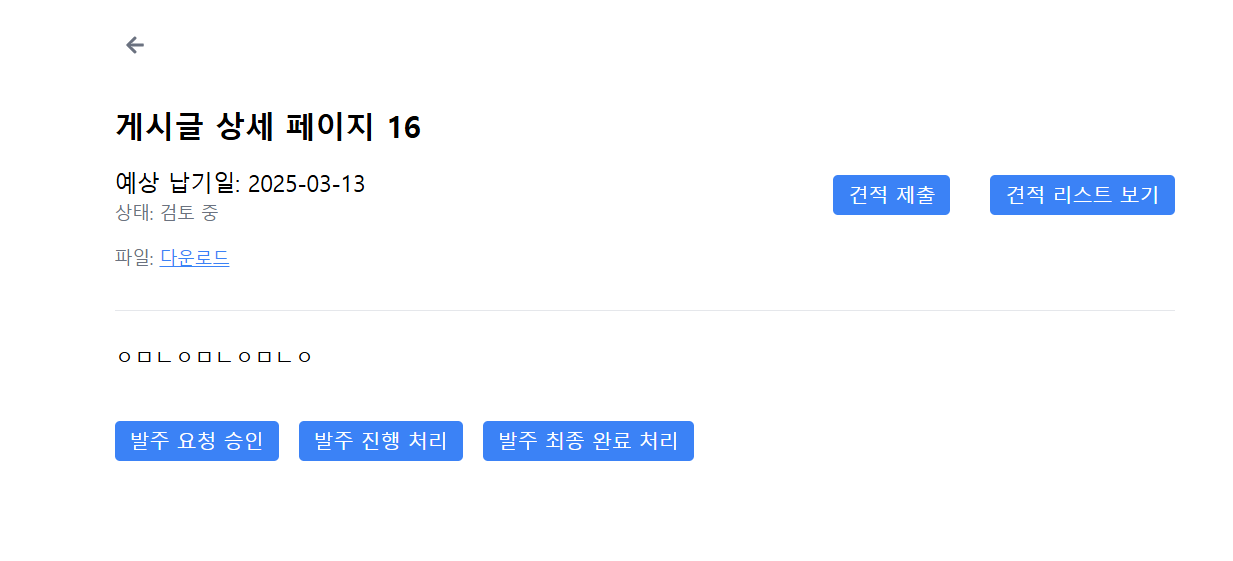 게시글 상세 페이지 16
예상 납기일: 2025-03-13
상태: 검토 중
견적 제출
견적 리스트 보기
파일: 다운로드
ㅇㅁㄴㅇㅁㄴㅇㅁㄴㅇ
발주 요청 승인
발주 진행 처리
발주 최종 완료 처리